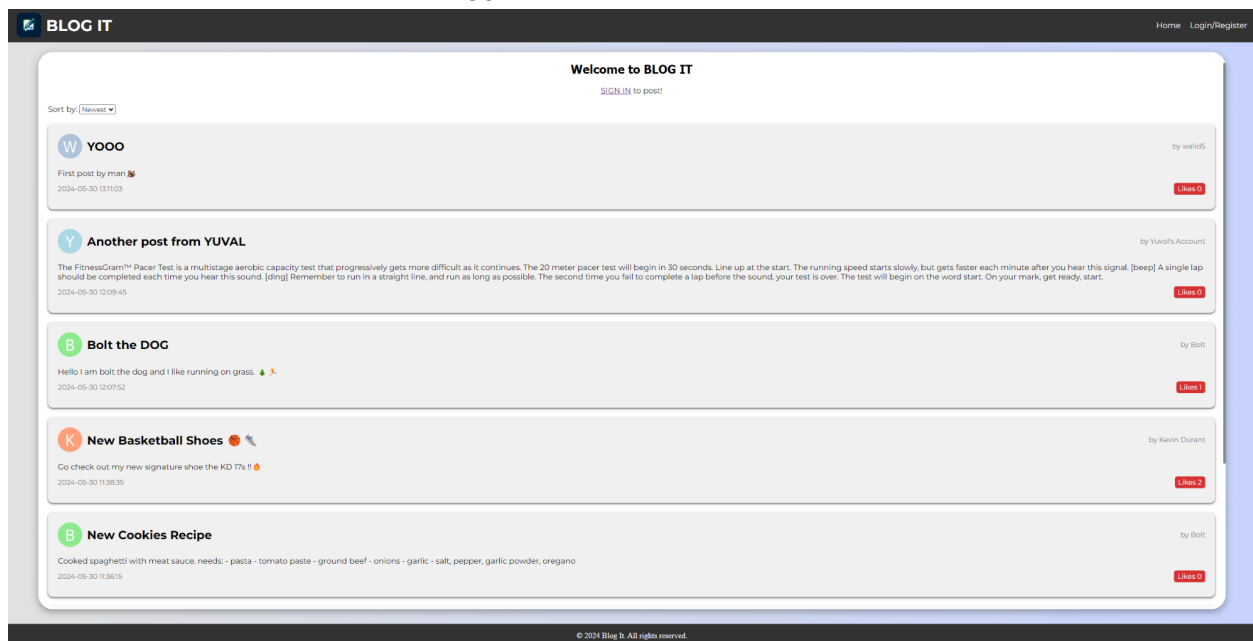 BLOG IT
Home Login/Register
Welcome to BLOG IT
SIGN IN to post!
Sort by: Newest
W YOOO
by walidS
First post by man
2024-05-30 13:11:03
Likes 0
Y Another post from YUVAL
by Yuval's Account
The FitnessGram™ Pacer Test is a multistage aerobic capacity test that progressively gets more difficult as it continues. The 20 meter pacer test will begin in 30 seconds. Line up at the start. The running speed starts slowly, but gets faster each minute after you hear this signal. [beep] A single lap
should be completed each time you hear this sound. [ding] Remember to run in a straight line, and run as long as possible. The second time you fail to complete a lap before the sound, your test is over. The test will begin on the word start. On your mark, get ready, start.
2024-05-30 12:09:45
Likes 0
B Bolt the DOG
by Bolt
Hello I am bolt the dog and I like running on grass. 🌲 🏃
2024-05-30 12:07:52
Likes 1
K New Basketball Shoes 🏀 👟
by Kevin Durant
Go check out my new signature shoe the KD 17s !! 🔥
2024-05-30 11:38:35
Likes 2
B New Cookies Recipe
by Bolt
Cooked spaghetti with meat sauce. needs: - pasta - tomato paste - ground beef - onions - garlic - salt, pepper, garlic powder, oregano
2024-05-30 11:36:15
Likes 0
© 2024 Blog It. All rights reserved.